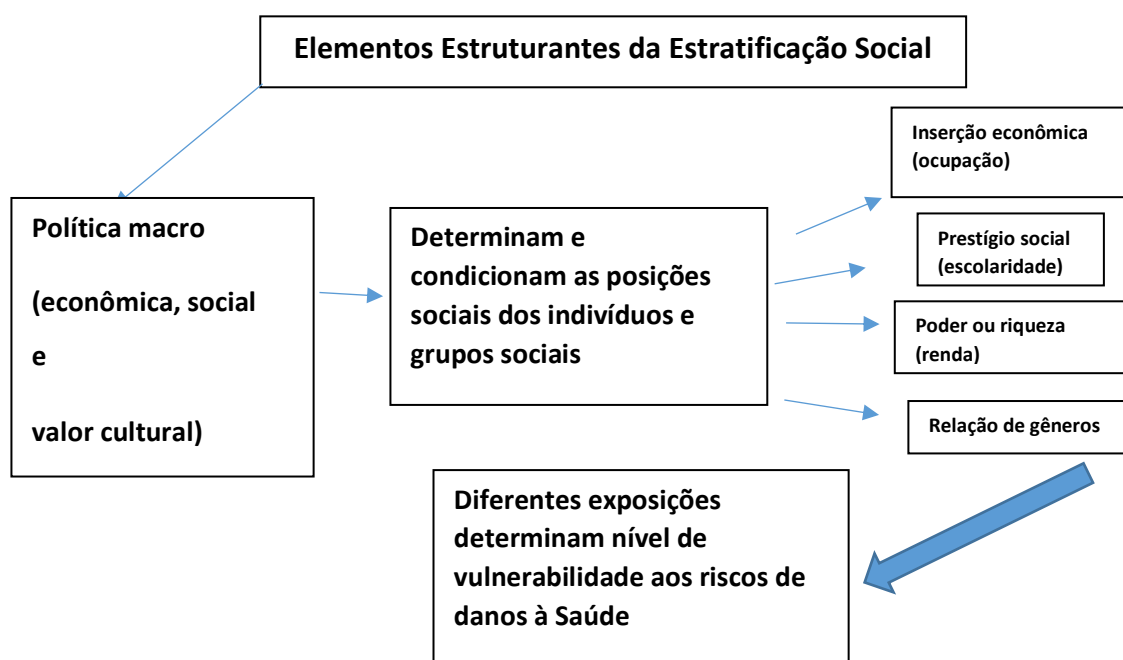 Elementos Estruturantes da Estratificação Social
Política macro
(econômica, social
e
valor cultural)
Determinam e
condicionam as posições
sociais dos indivíduos e
grupos sociais
Inserção econômica
(ocupação)
Prestígio social
(escolaridade)
Poder ou riqueza
(renda)
Relação de gêneros
Diferentes exposições
determinam nível de
vulnerabilidade aos riscos de
danos à Saúde